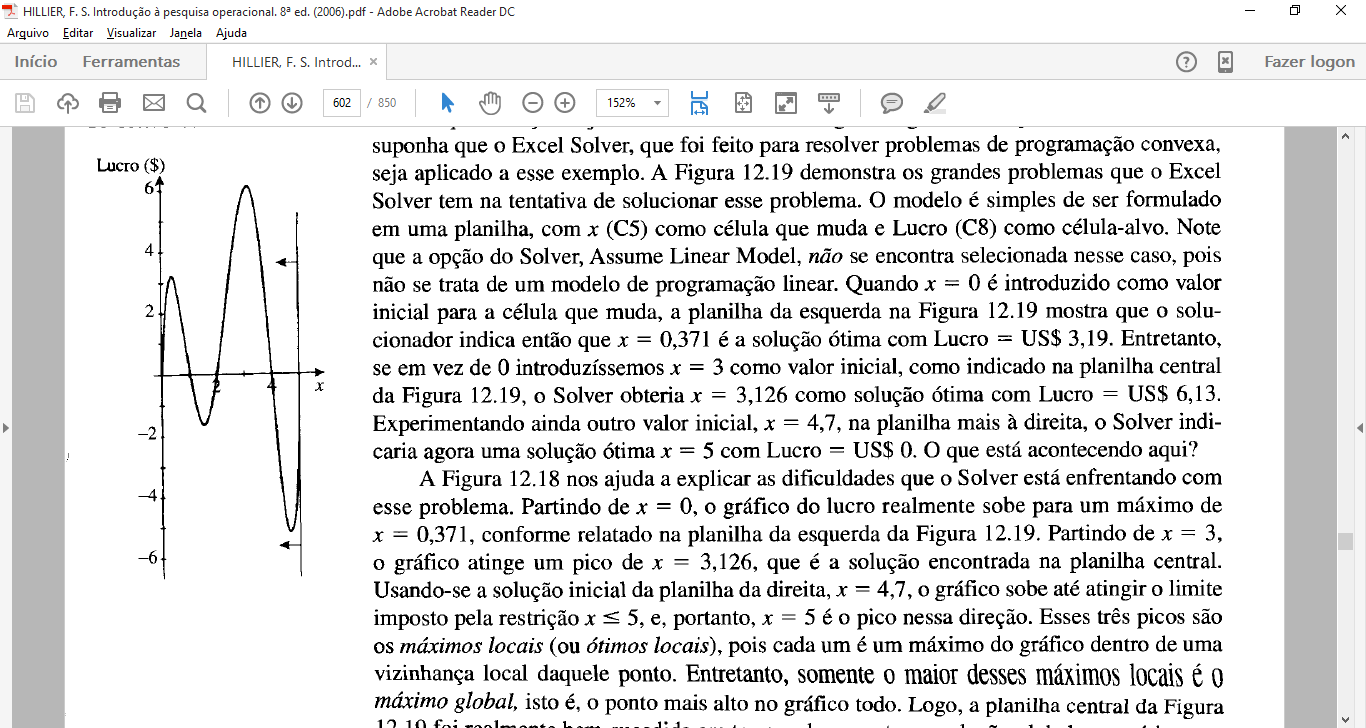 HILLIER, F. S. Introdução à pesquisa operacional. 8ª ed. (2006).pdf - Adobe Acrobat Reader DC
Arquivo Editar Visualizar Janela Ajuda
Início Ferramentas HILLIER, F. S. Introd... × Fazer logon
602 / 850 152%
Lucro ($)
6
4
2
2
4
x
−2
−4
−6
suponha que o Excel Solver, que foi feito para resolver problemas de programação convexa,
seja aplicado a esse exemplo. A Figura 12.19 demonstra os grandes problemas que o Excel
Solver tem na tentativa de solucionar esse problema. O modelo é simples de ser formulado
em uma planilha, com x (C5) como célula que muda e Lucro (C8) como célula-alvo. Note
que a opção do Solver, Assume Linear Model, não se encontra selecionada nesse caso, pois
não se trata de um modelo de programação linear. Quando x = 0 é introduzido como valor
inicial para a célula que muda, a planilha da esquerda na Figura 12.19 mostra que o solu-
cionador indica então que x = 0,371 é a solução ótima com Lucro = US$ 3,19. Entretanto,
se em vez de 0 introduzíssemos x = 3 como valor inicial, como indicado na planilha central
da Figura 12.19, o Solver obteria x = 3,126 como solução ótima com Lucro = US$ 6,13.
Experimentando ainda outro valor inicial, x = 4,7, na planilha mais à direita, o Solver indi-
caria agora uma solução ótima x = 5 com Lucro = US$ 0. O que está acontecendo aqui?
A Figura 12.18 nos ajuda a explicar as dificuldades que o Solver está enfrentando com
esse problema. Partindo de x = 0, o gráfico do lucro realmente sobe para um máximo de
x = 0,371, conforme relatado na planilha da esquerda da Figura 12.19. Partindo de x = 3,
o gráfico atinge um pico de x = 3,126, que é a solução encontrada na planilha central.
Usando-se a solução inicial da planilha da direita, x = 4,7, o gráfico sobe até atingir o limite
imposto pela restrição x ≤ 5, e, portanto, x = 5 é o pico nessa direção. Esses três picos são
os máximos locais (ou ótimos locais), pois cada um é um máximo do gráfico dentro de uma
vizinhança local daquele ponto. Entretanto, somente o maior desses máximos locais é o
máximo global, isto é, o ponto mais alto no gráfico todo. Logo, a planilha central da Figura